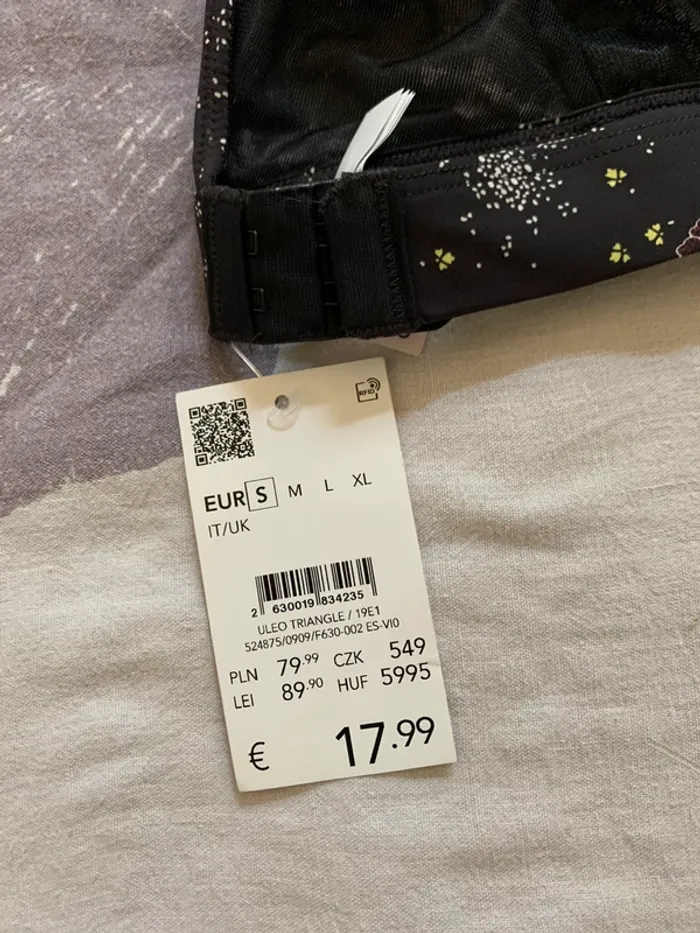 RFID
EUR S M L XL
IT/UK
2 630019 834235
ULEO TRIANGLE / 19E1
524875/0909/F630-002 ES-VI0
PLN 79.99 CZK 549
LEI 89.90 HUF 5995
€ 17.99